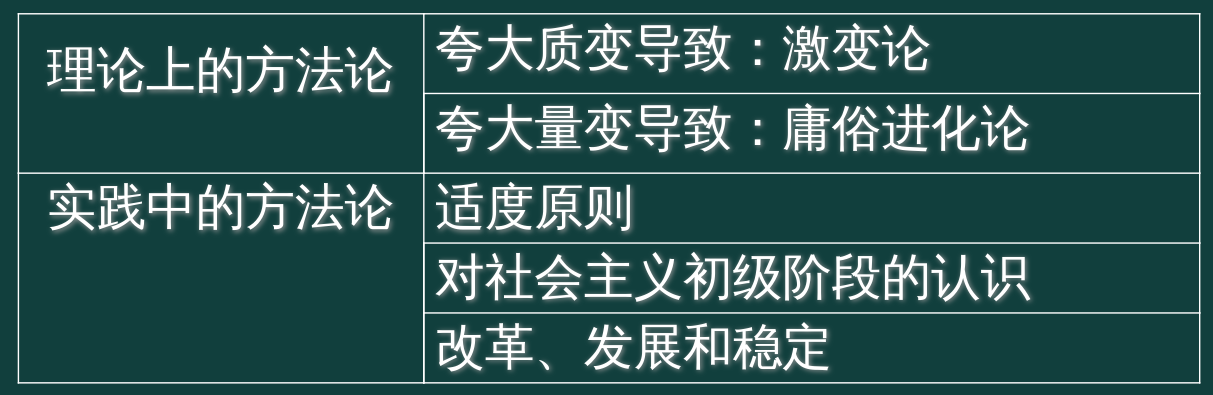 理论上的方法论
夸大质变导致：激变论
夸大量变导致：庸俗进化论
实践中的方法论
适度原则
对社会主义初级阶段的认识
改革、发展和稳定